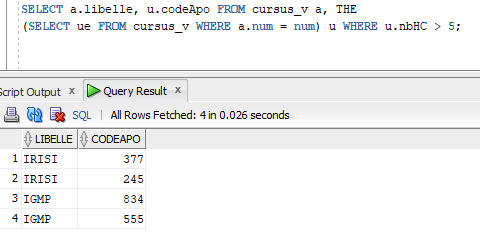 SELECT a.libelle, u.codeApo FROM cursus_v a, THE
(SELECT ue FROM cursus_v WHERE a.num = num) u WHERE u.nbHC > 5;
Script Output x Query Result x
SQL | All Rows Fetched: 4 in 0.026 seconds
LIBELLE CODEAPO
1 IRISI 377
2 IRISI 245
3 IGMP 834
4 IGMP 555